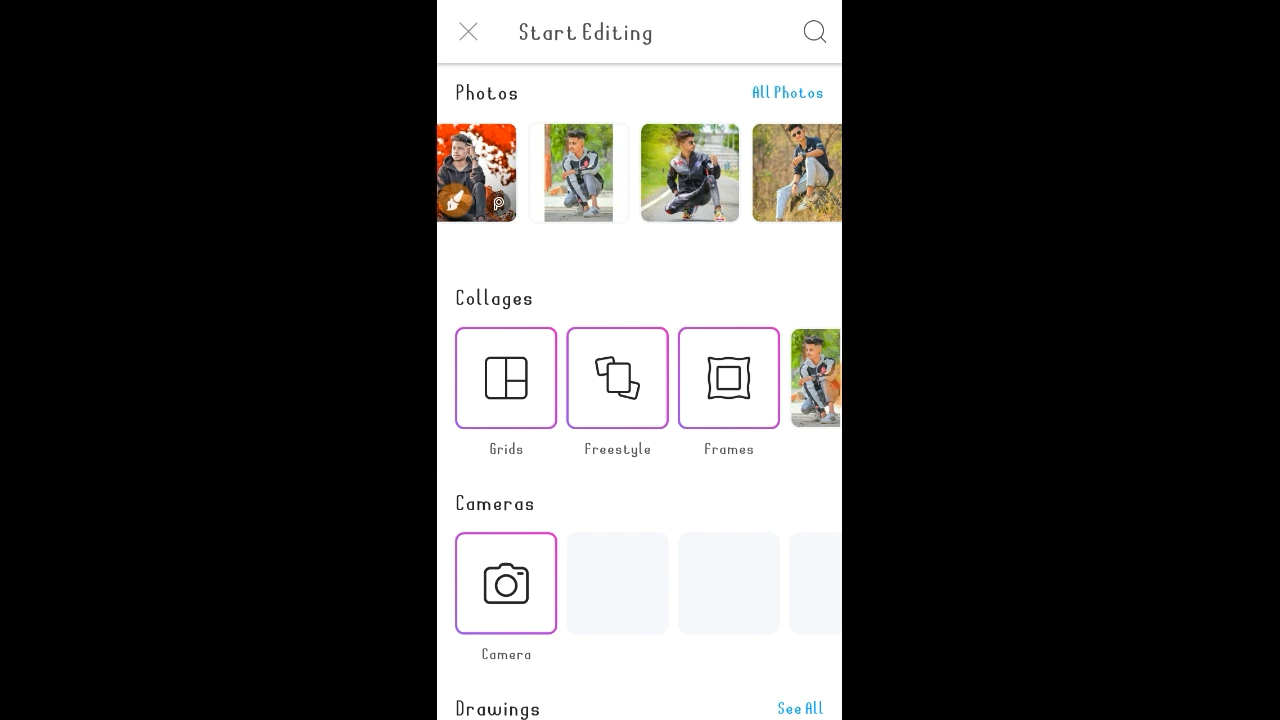 Start Editing
Photos
All Photos
Collages
Grids
Freestyle
Frames
Cameras
Camera
Drawings
See All